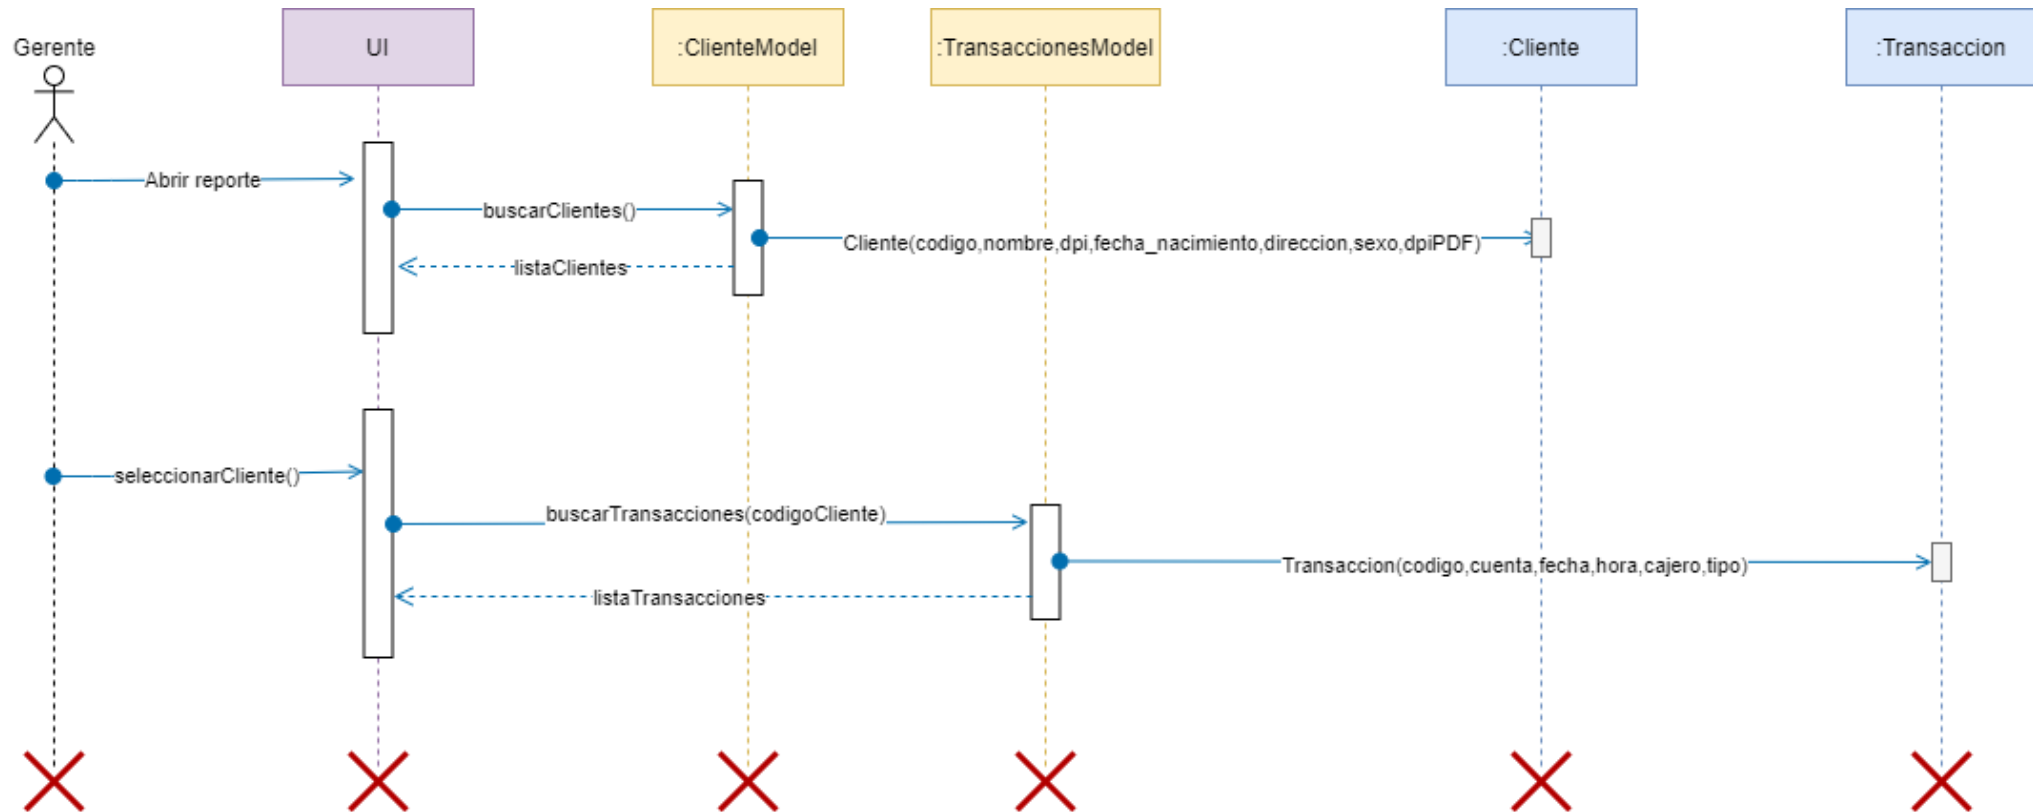 Gerente
UI
:ClienteModel
:TransaccionesModel
:Cliente
:Transaccion
Abrir reporte
buscarClientes()
Cliente(codigo,nombre,dpi,fecha_nacimiento,direccion,sexo,dpiPDF)
listaClientes
seleccionarCliente()
buscarTransacciones(codigoCliente)
Transaccion(codigo,cuenta,fecha,hora,cajero,tipo)
listaTransacciones